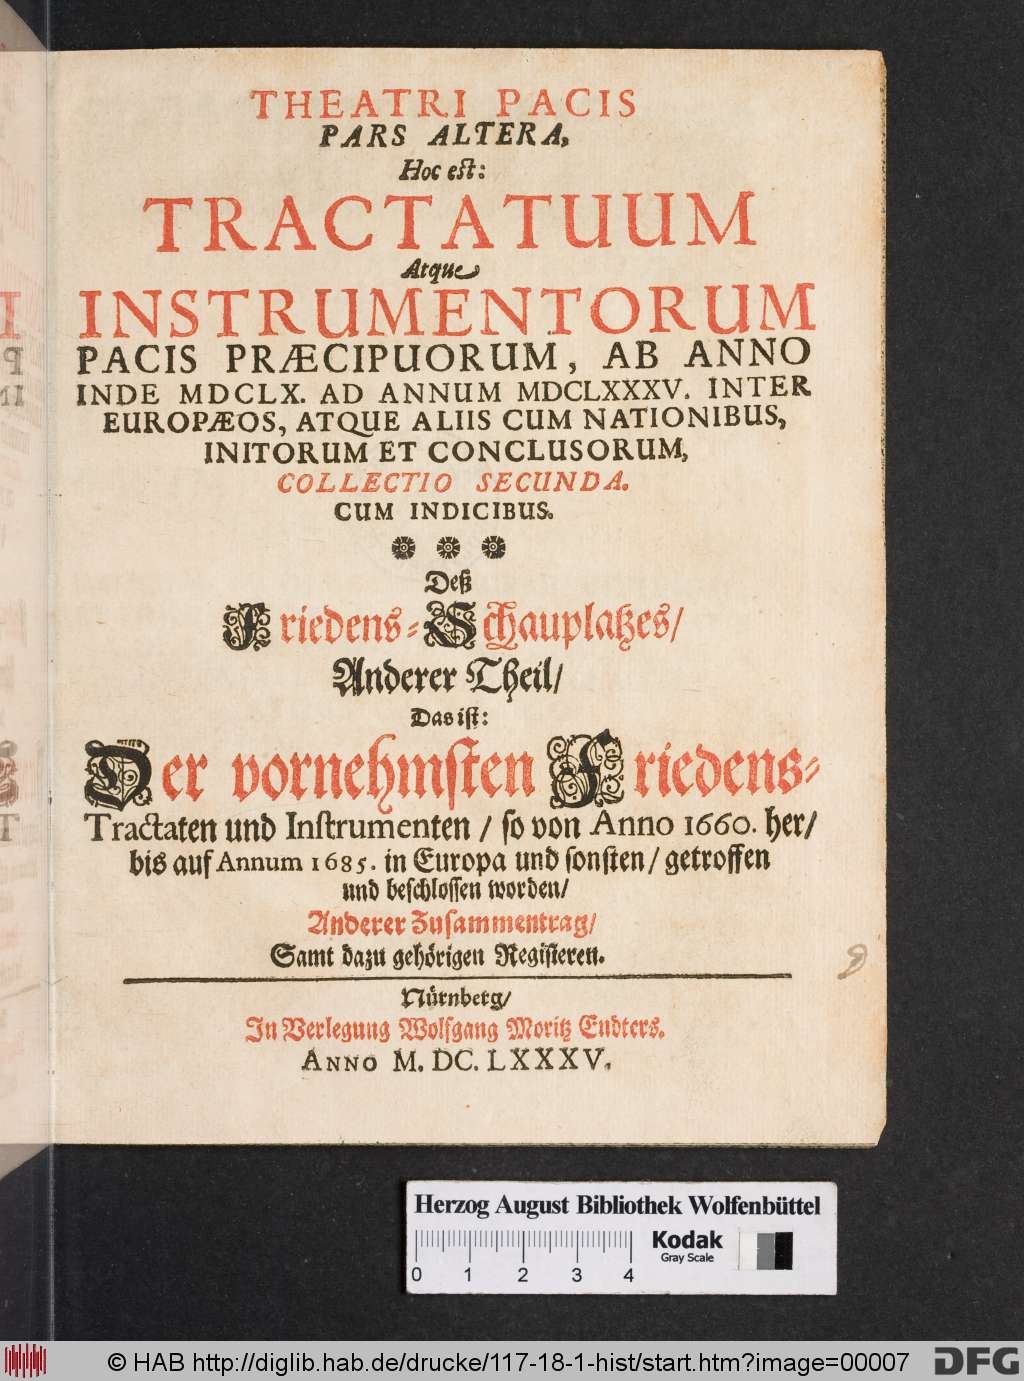 THEATRI PACIS
PARS ALTERA,
Hoc est:
TRACTATUUM
Atque
INSTRUMENTORUM
PACIS PRÆCIPUORUM, AB ANNO
INDE MDCLX. AD ANNUM MDCLXXXV. INTER
EUROPÆOS, ATQUE ALIIS CUM NATIONIBUS,
INITORUM ET CONCLUSORUM,
COLLECTIO SECUNDA.
CUM INDICIBUS.
Deß
Friedens-Schauplatzes/
Anderer Theil/
Das ist:
Der vornehmsten Friedens-
Tractaten und Instrumenten / so von Anno 1660. her/
bis auf Annum 1685. in Europa und sonsten / getroffen
und beschlossen worden/
Anderer Zusammentrag/
Samt dazu gehörigen Registeren.
Nürnberg/
In Verlegung Wolfgang Moritz Endters.
ANNO M. DC. LXXXV.
Herzog August Bibliothek Wolfenbüttel
Kodak
Gray Scale
0 1 2 3 4
© HAB http://diglib.hab.de/drucke/117-18-1-hist/start.htm?image=00007
DFG